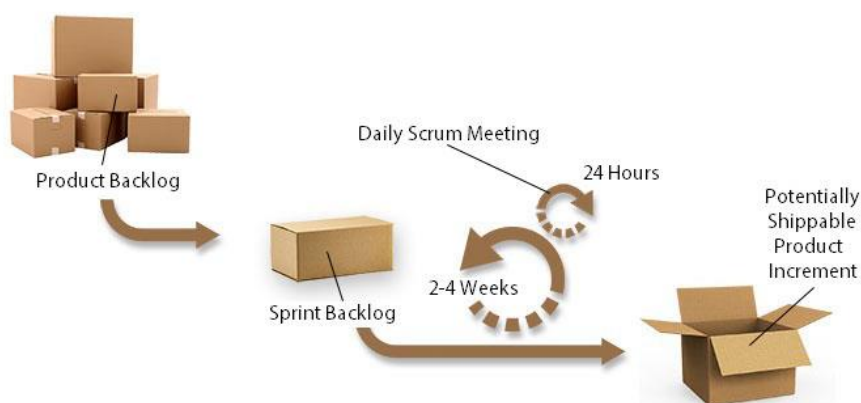 Product Backlog
Daily Scrum Meeting
24 Hours
2-4 Weeks
Sprint Backlog
Potentially
Shippable
Product
Increment